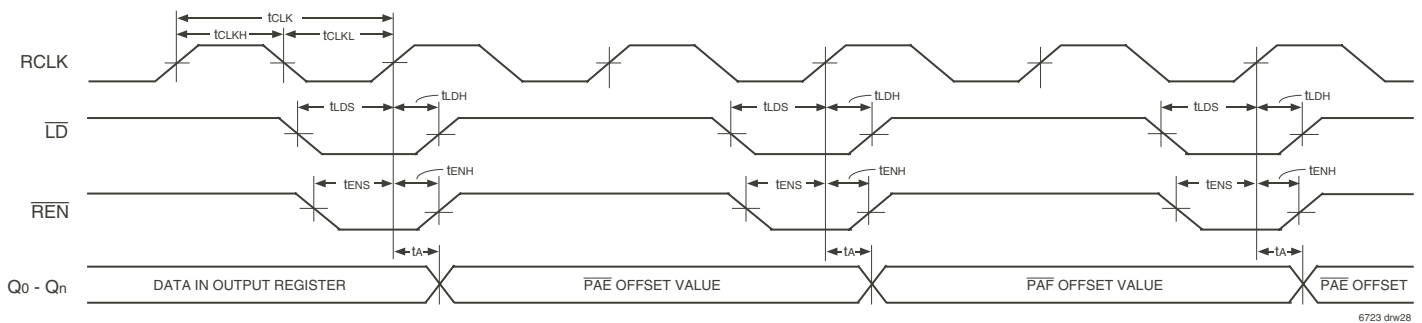 tCLK
tCLKH tCLKL
RCLK
tLDS tLDH tLDS tLDH tLDS tLDH
LD
tENS tENH tENS tENH tENS tENH
REN
tA tA tA
Q0 - Qn DATA IN OUTPUT REGISTER PAE OFFSET VALUE PAF OFFSET VALUE PAE OFFSET
6723 drw28